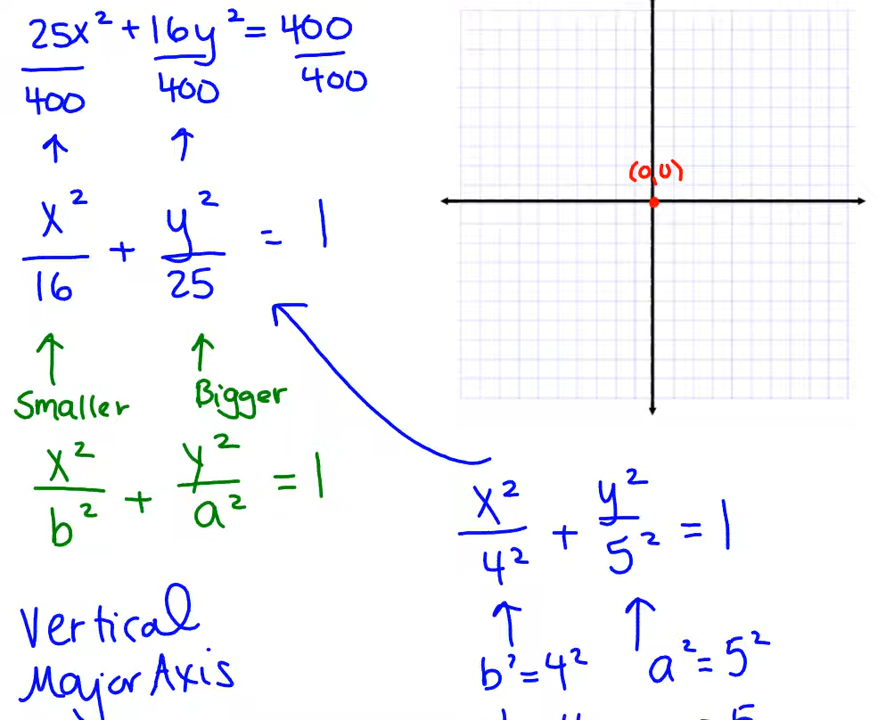 25x² + 16y² = 400
400 400 400
x² + y² = 1
16 25
Smaller Bigger
x² + y² = 1
b² a²
Vertical
Major Axis
(0,0)
x² + y² = 1
4² 5²
b² = 4² a² = 5²